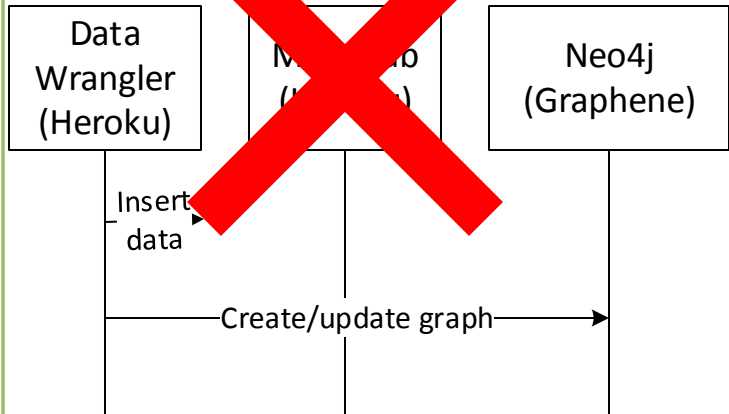 Data
Wrangler
(Heroku)
Neo4j
(Graphene)
Insert
data
Create/update graph